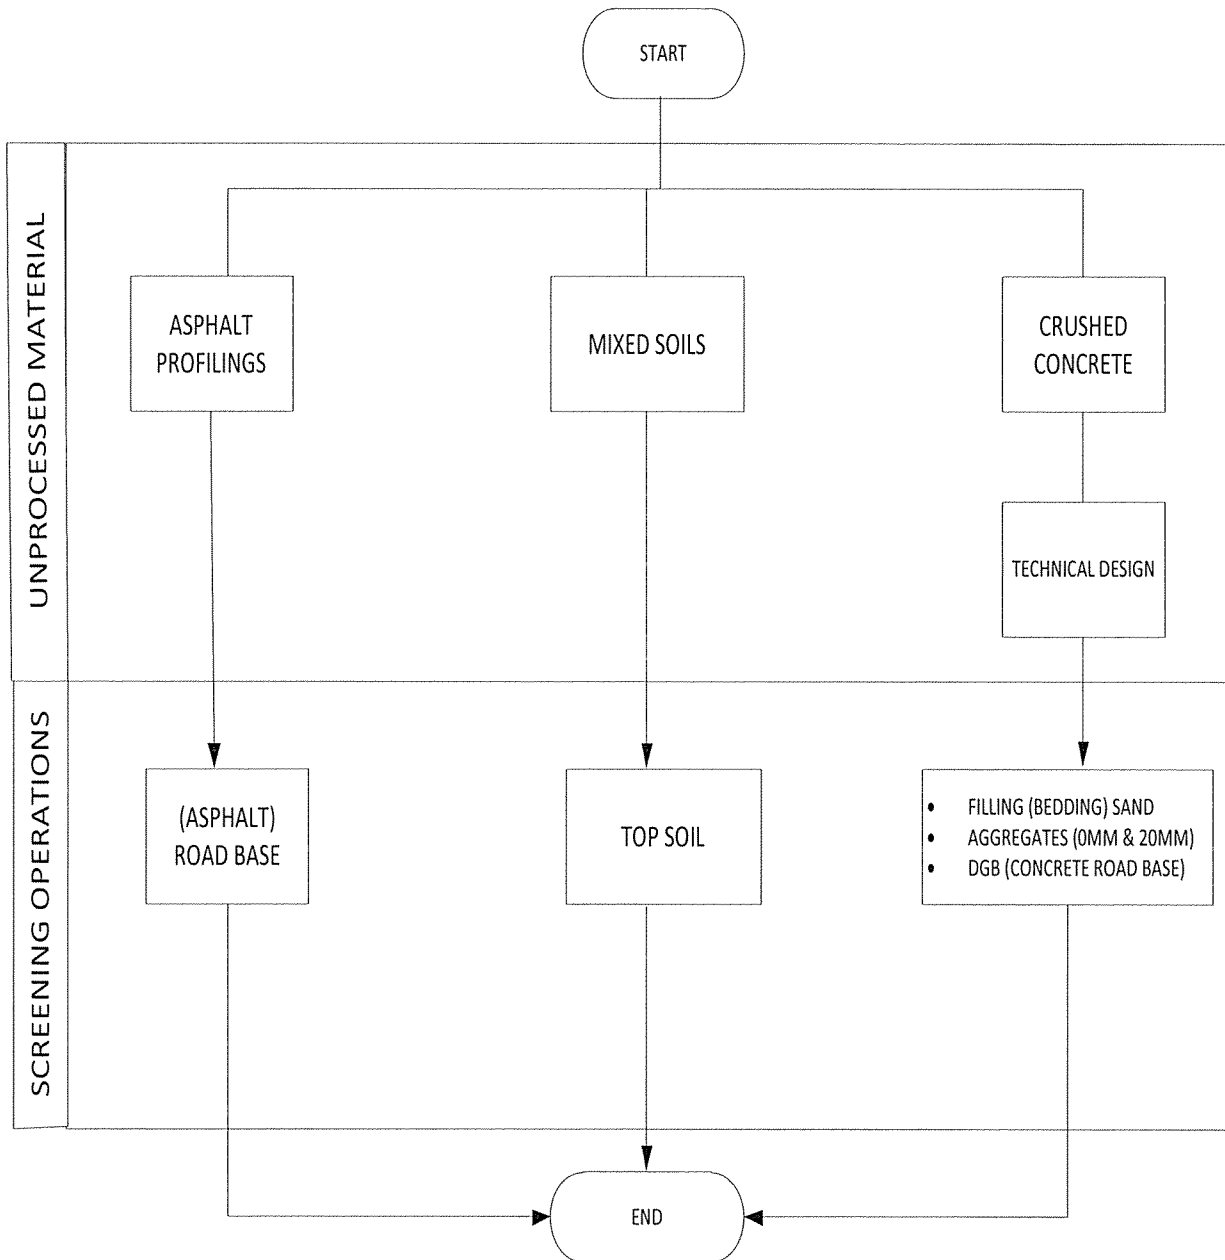 START
UNPROCESSED MATERIAL
ASPHALT
PROFILINGS
MIXED SOILS
CRUSHED
CONCRETE
TECHNICAL DESIGN
SCREENING OPERATIONS
(ASPHALT)
ROAD BASE
TOP SOIL
• FILLING (BEDDING) SAND
• AGGREGATES (0MM & 20MM)
• DGB (CONCRETE ROAD BASE)
END